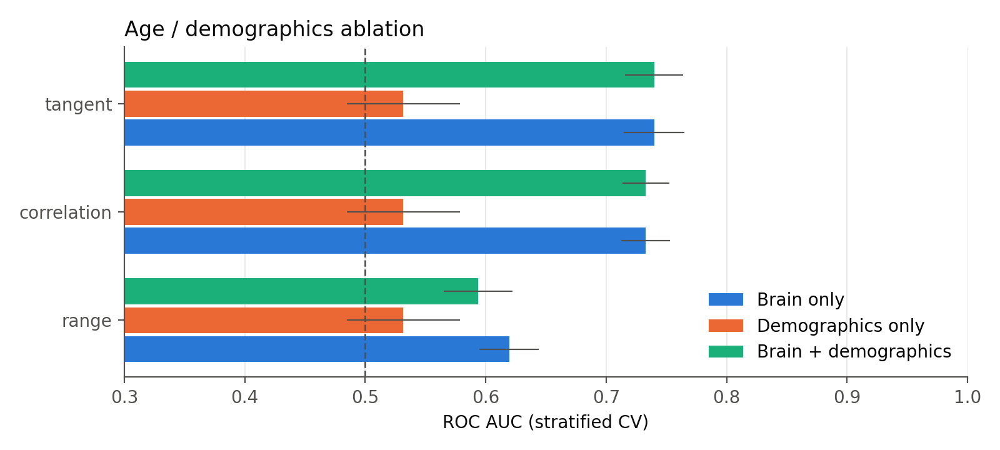 Age / demographics ablation
tangent
correlation
range
Brain only
Demographics only
Brain + demographics
0.3 0.4 0.5 0.6 0.7 0.8 0.9 1.0
ROC AUC (stratified CV)